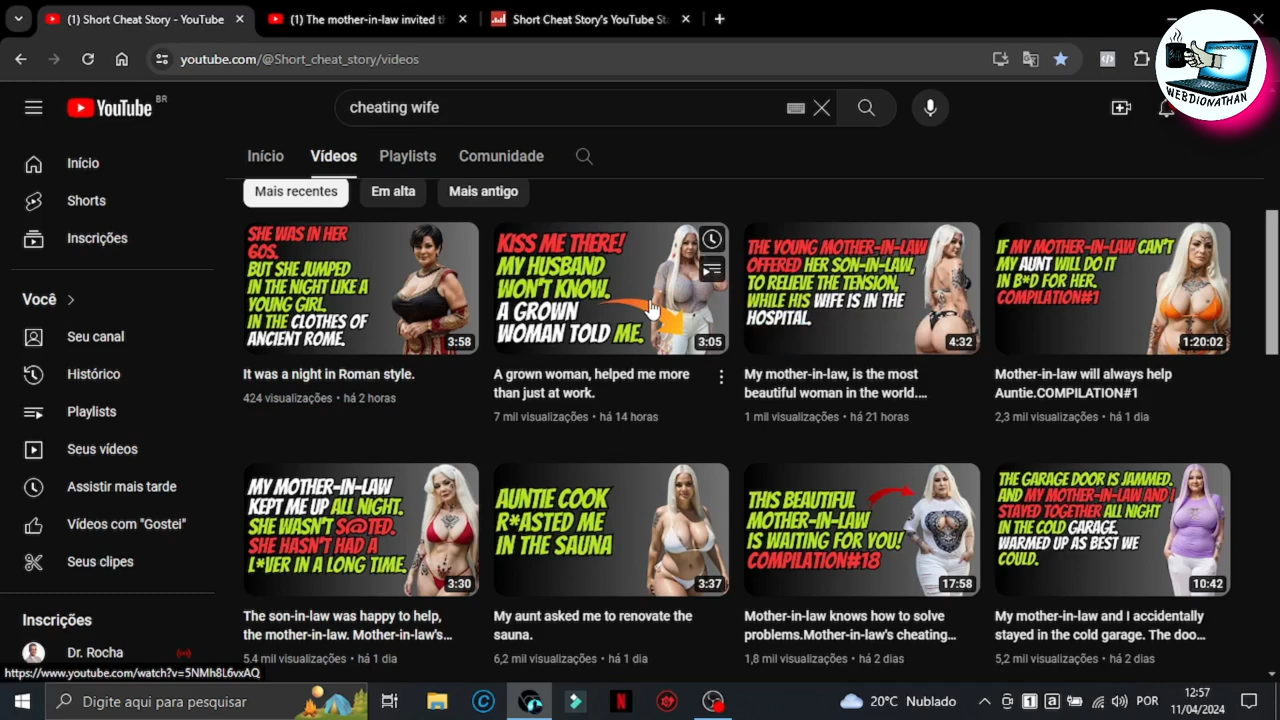 (1) Short Cheat Story - YouTube
(1) The mother-in-law invited t
Short Cheat Story's YouTube St
youtube.com/@Short_cheat_story/videos
WEBDIONATHAN
YouTube BR
cheating wife
Início
Vídeos
Playlists
Comunidade
Mais recentes
Em alta
Mais antigo
Início
Shorts
Inscrições
Você
Seu canal
Histórico
Playlists
Seus vídeos
Assistir mais tarde
Vídeos com "Gostei"
Seus clipes
Inscrições
Dr. Rocha
SHE WAS IN HER
60S.
BUT SHE JUMPED
IN THE NIGHT LIKE A
YOUNG GIRL.
IN THE CLOTHES OF
ANCIENT ROME.
3:58
It was a night in Roman style.
424 visualizações • há 2 horas
KISS ME THERE!
MY HUSBAND
WON'T KNOW.
A GROWN
WOMAN TOLD ME.
3:05
A grown woman, helped me more
than just at work.
7 mil visualizações • há 14 horas
THE YOUNG MOTHER-IN-LAW
OFFERED HER SON-IN-LAW,
TO RELIEVE THE TENSION,
WHILE HIS WIFE IS IN THE
HOSPITAL.
4:32
My mother-in-law, is the most
beautiful woman in the world....
1 mil visualizações • há 21 horas
IF MY MOTHER-IN-LAW CAN'T
MY AUNT WILL DO IT
IN B*D FOR HER.
COMPILATION#1
1:20:02
Mother-in-law will always help
Auntie.COMPILATION#1
2,3 mil visualizações • há 1 dia
MY MOTHER-IN-LAW
KEPT ME UP ALL NIGHT.
SHE WASN'T S@TED.
SHE HASN'T HAD A
L*VER IN A LONG TIME.
3:30
The son-in-law was happy to help,
the mother-in-law. Mother-in-law's...
5,4 mil visualizações • há 1 dia
AUNTIE COOK
R*ASTED ME
IN THE SAUNA
3:37
My aunt asked me to renovate the
sauna.
6,2 mil visualizações • há 1 dia
THIS BEAUTIFUL
MOTHER-IN-LAW
IS WAITING FOR YOU!
COMPILATION#18
17:58
Mother-in-law knows how to solve
problems.Mother-in-law's cheating...
1,8 mil visualizações • há 2 dias
THE GARAGE DOOR IS JAMMED.
AND MY MOTHER-IN-LAW AND I
STAYED TOGETHER ALL NIGHT
IN THE COLD GARAGE.
WARMED UP AS BEST WE
COULD.
10:42
My mother-in-law and I accidentally
stayed in the cold garage. The doo...
5,2 mil visualizações • há 2 dias
https://www.youtube.com/watch?v=5NMh8L6vxAQ
Digite aqui para pesquisar
20°C Nublado
POR
12:57
11/04/2024